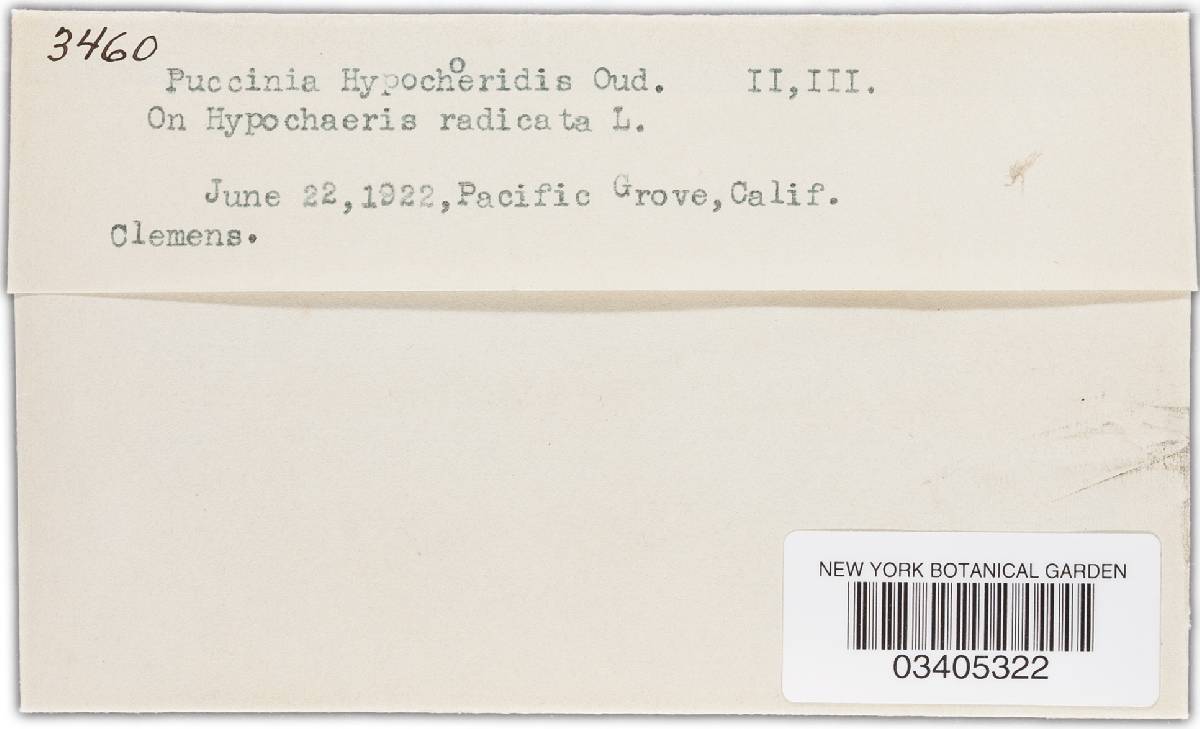 3460
Puccinia Hypochoeridis Oud. II,III.
On Hypochaeris radicata L.
June 22,1922,Pacific Grove,Calif.
Clemens.
NEW YORK BOTANICAL GARDEN
03405322